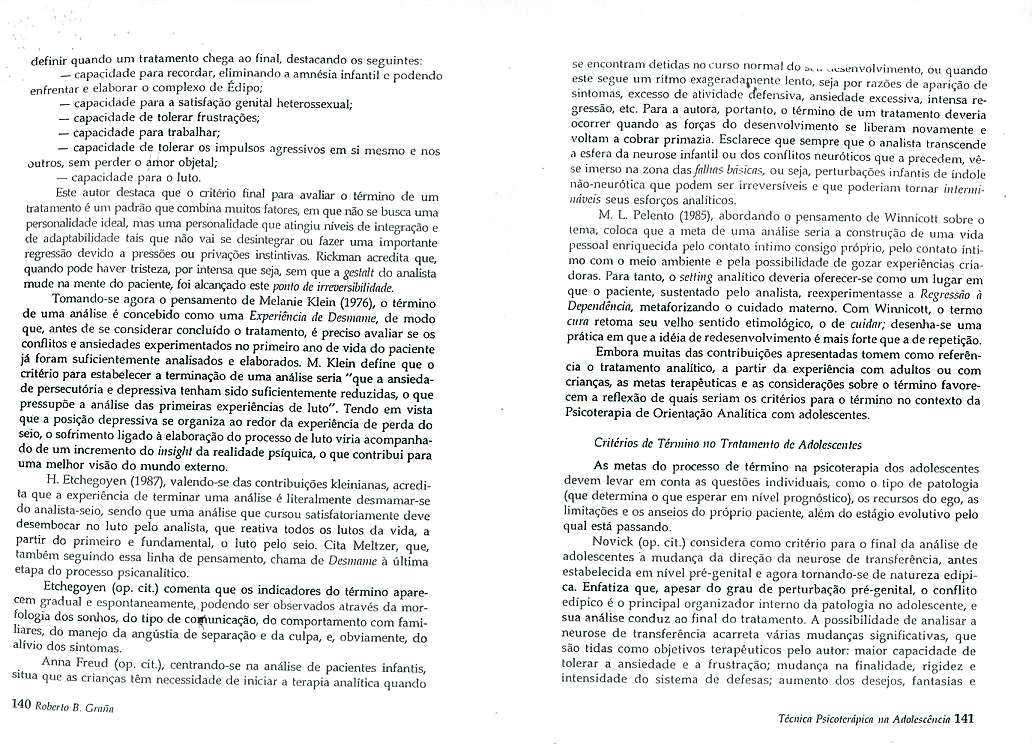 definir quando um tratamento chega ao final, destacando os seguintes:
— capacidade para recordar, eliminando a amnésia infantil e podendo
enfrentar e elaborar o complexo de Édipo;
— capacidade para a satisfação genital heterossexual;
— capacidade de tolerar frustrações;
— capacidade para trabalhar;
— capacidade de tolerar os impulsos agressivos em si mesmo e nos
outros, sem perder o amor objetal;
— capacidade para o luto.
Este autor destaca que o critério final para avaliar o término de um
tratamento é um padrão que combina muitos fatores, em que não se busca uma
personalidade ideal, mas uma personalidade que atingiu níveis de integração e
de adaptabilidade tais que não vai se desintegrar ou fazer uma importante
regressão devido a pressões ou privações instintivas. Rickman acredita que,
quando pode haver tristeza, por intensa que seja, sem que a gestalt do analista
mude na mente do paciente, foi alcançado este ponto de irreversibilidade.
Tomando-se agora o pensamento de Melanie Klein (1976), o término
de uma análise é concebido como uma Experiência de Desmame, de modo
que, antes de se considerar concluído o tratamento, é preciso avaliar se os
conflitos e ansiedades experimentados no primeiro ano de vida do paciente
já foram suficientemente analisados e elaborados. M. Klein define que o
critério para estabelecer a terminação de uma análise seria "que a ansieda-
de persecutória e depressiva tenham sido suficientemente reduzidas, o que
pressupõe a análise das primeiras experiências de luto". Tendo em vista
que a posição depressiva se organiza ao redor da experiência de perda do
seio, o sofrimento ligado à elaboração do processo de luto viria acompanha-
do de um incremento do insight da realidade psíquica, o que contribui para
uma melhor visão do mundo externo.
H. Etchegoyen (1987), valendo-se das contribuições kleinianas, acredi-
ta que a experiência de terminar uma análise é literalmente desmamar-se
do analista-seio, sendo que uma análise que cursou satisfatoriamente deve
desembocar no luto pelo analista, que reativa todos os lutos da vida, a
partir do primeiro e fundamental, o luto pelo seio. Cita Meltzer, que,
também seguindo essa linha de pensamento, chama de Desmame à última
etapa do processo psicanalítico.
Etchegoyen (op. cit.) comenta que os indicadores do término apare-
cem gradual e espontaneamente, podendo ser observados através da mor-
fologia dos sonhos, do tipo de comunicação, do comportamento com fami-
liares, do manejo da angústia de separação e da culpa, e, obviamente, do
alívio dos sintomas.
Anna Freud (op. cit.), centrando-se na análise de pacientes infantis,
situa que as crianças têm necessidade de iniciar a terapia analítica quando
140 Roberto B. Graña
se encontram detidas no curso normal do desenvolvimento, ou quando
este segue um ritmo exageradamente lento, seja por razões de aparição de
sintomas, excesso de atividade defensiva, ansiedade excessiva, intensa re-
gressão, etc. Para a autora, portanto, o término de um tratamento deveria
ocorrer quando as forças do desenvolvimento se liberam novamente e
voltam a cobrar primazia. Esclarece que sempre que o analista transcende
a esfera da neurose infantil ou dos conflitos neuróticos que a precedem, vê-
se imerso na zona das falhas básicas, ou seja, perturbações infantis de índole
não-neurótica que podem ser irreversíveis e que poderiam tornar intermi-
náveis seus esforços analíticos.
M. L. Pelento (1985), abordando o pensamento de Winnicott sobre o
tema, coloca que a meta de uma análise seria a construção de uma vida
pessoal enriquecida pelo contato íntimo consigo próprio, pelo contato ínti-
mo com o meio ambiente e pela possibilidade de gozar experiências cria-
doras. Para tanto, o setting analítico deveria oferecer-se como um lugar em
que o paciente, sustentado pelo analista, reexperimentasse a Regressão à
Dependência, metaforizando o cuidado materno. Com Winnicott, o termo
cura retoma seu velho sentido etimológico, o de cuidar; desenha-se uma
prática em que a idéia de redesenvolvimento é mais forte que a de repetição.
Embora muitas das contribuições apresentadas tomem como referên-
cia o tratamento analítico, a partir da experiência com adultos ou com
crianças, as metas terapêuticas e as considerações sobre o término favore-
cem a reflexão de quais seriam os critérios para o término no contexto da
Psicoterapia de Orientação Analítica com adolescentes.
Critérios de Término no Tratamento de Adolescentes
As metas do processo de término na psicoterapia dos adolescentes
devem levar em conta as questões individuais, como o tipo de patologia
(que determina o que esperar em nível prognóstico), os recursos do ego, as
limitações e os anseios do próprio paciente, além do estágio evolutivo pelo
qual está passando.
Novick (op. cit.) considera como critério para o final da análise de
adolescentes a mudança da direção da neurose de transferência, antes
estabelecida em nível pré-genital e agora tornando-se de natureza edípi-
ca. Enfatiza que, apesar do grau de perturbação pré-genital, o conflito
edípico é o principal organizador interno da patologia no adolescente, e
sua análise conduz ao final do tratamento. A possibilidade de analisar a
neurose de transferência acarreta várias mudanças significativas, que
são tidas como objetivos terapêuticos pelo autor: maior capacidade de
tolerar a ansiedade e a frustração; mudança na finalidade, rigidez e
intensidade do sistema de defesas; aumento dos desejos, fantasias e
Técnica Psicoterápica na Adolescência 141